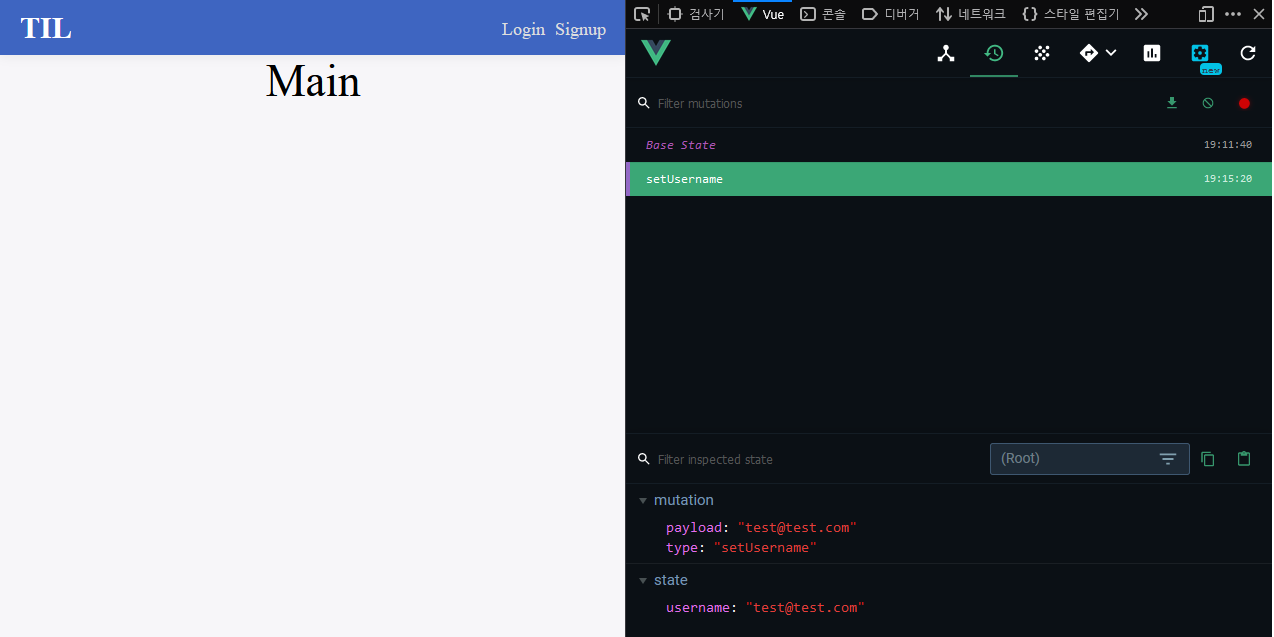 TIL
Login Signup
Main
검사기 Vue 콘솔 디버거 네트워크 스타일 편집기
new
Filter mutations
Base State 19:11:40
setUsername 19:15:20
Filter inspected state (Root)
mutation
payload: "test@test.com"
type: "setUsername"
state
username: "test@test.com"